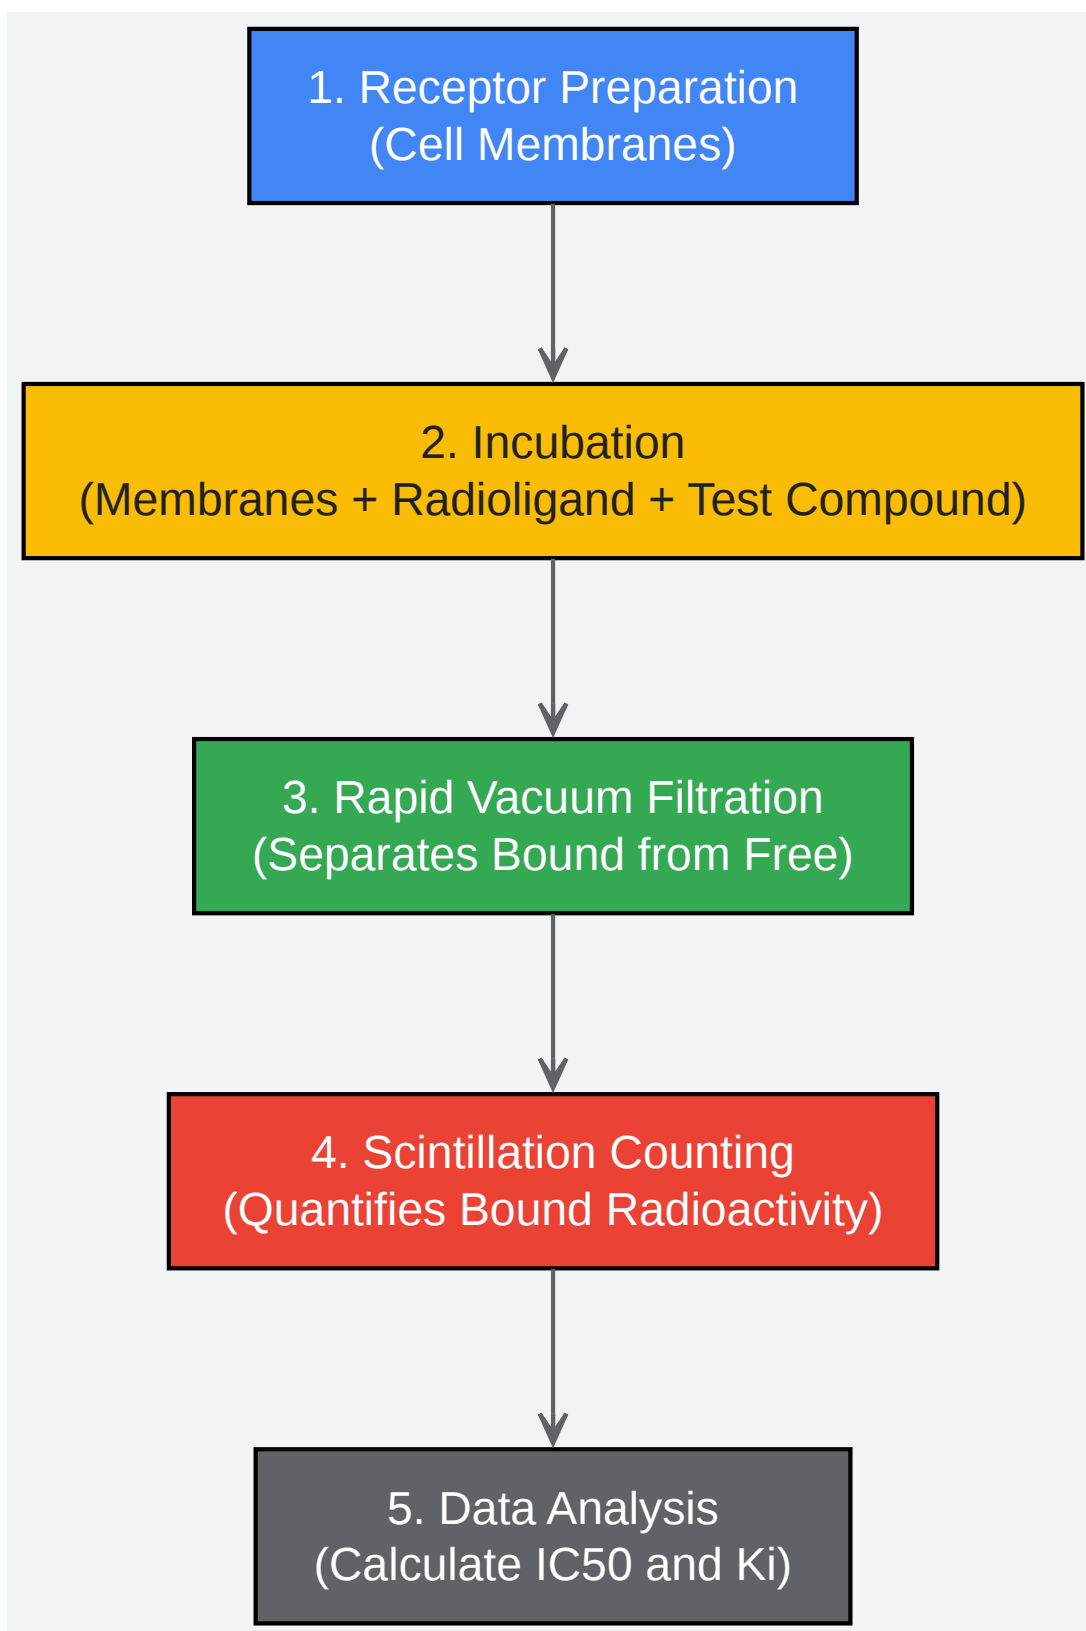 1. Receptor Preparation
(Cell Membranes)
2. Incubation
(Membranes + Radioligand + Test Compound)
3. Rapid Vacuum Filtration
(Separates Bound from Free)
4. Scintillation Counting
(Quantifies Bound Radioactivity)
5. Data Analysis
(Calculate IC50 and Ki)